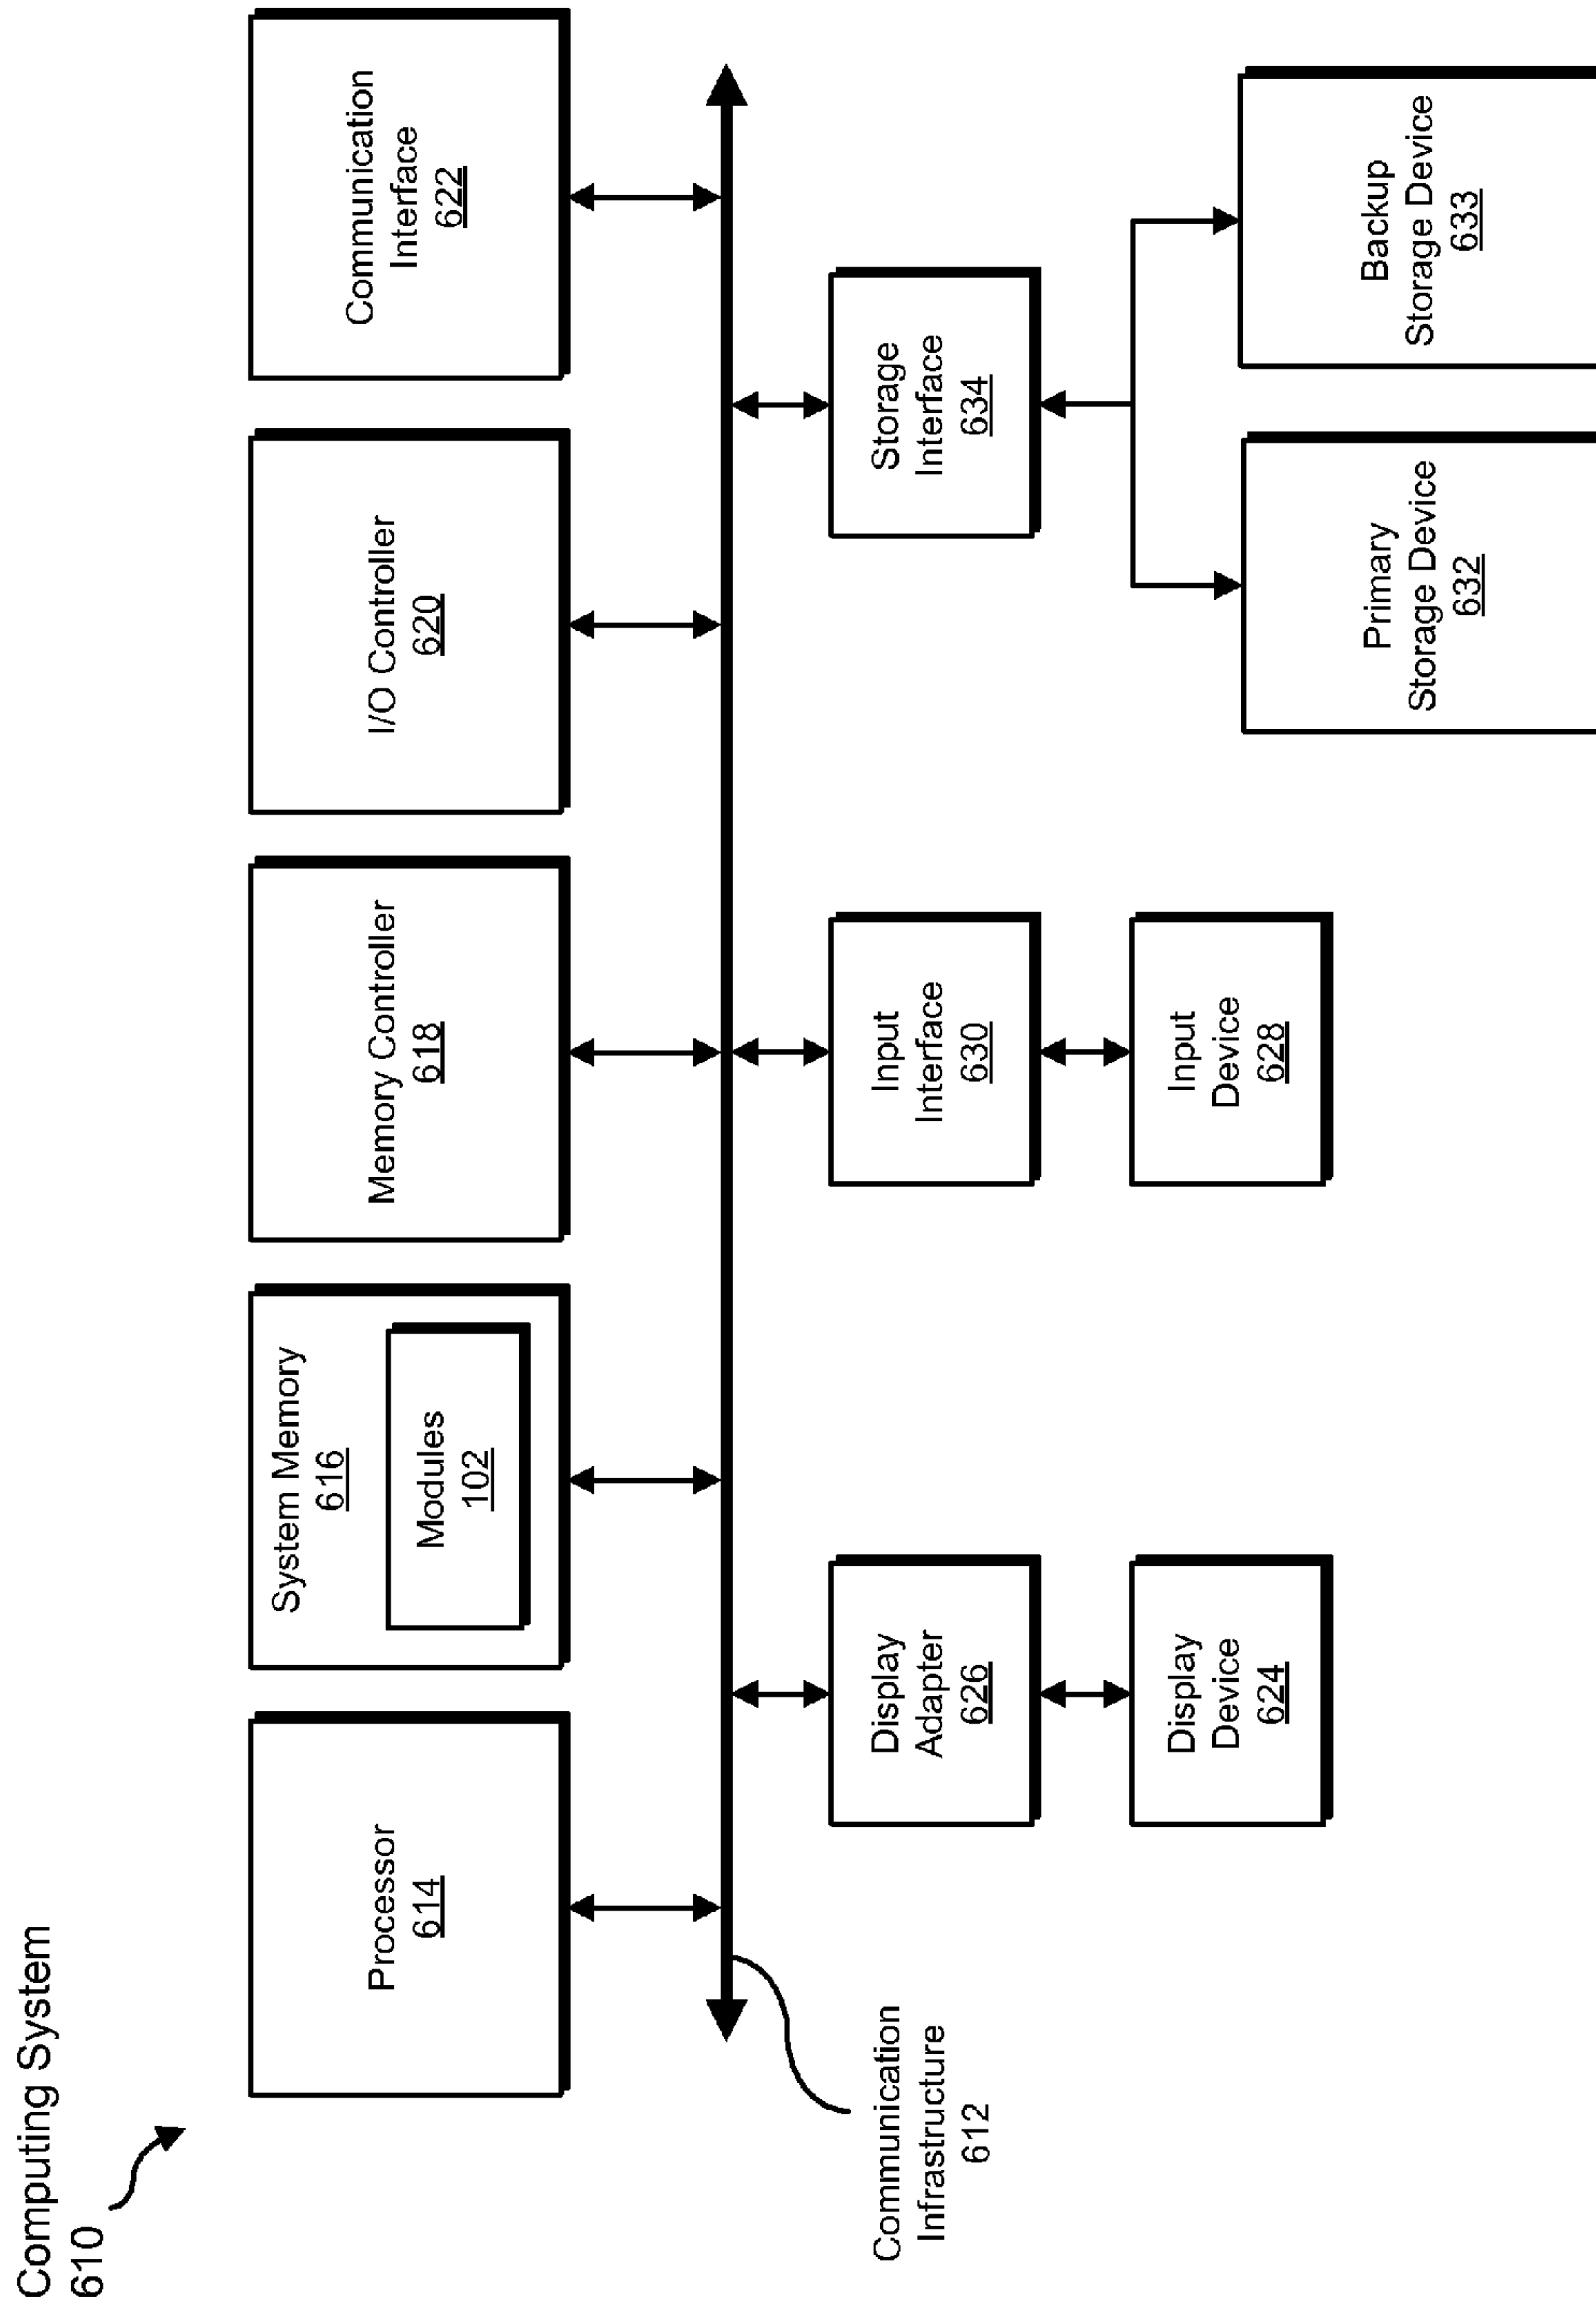 Computing System
610
Processor
614
System Memory
616
Modules
102
Memory Controller
618
I/O Controller
620
Communication
Interface
622
Communication
Infrastructure
612
Display
Adapter
626
Input
Interface
630
Storage
Interface
634
Display
Device
624
Input
Device
628
Primary
Storage Device
632
Backup
Storage Device
633